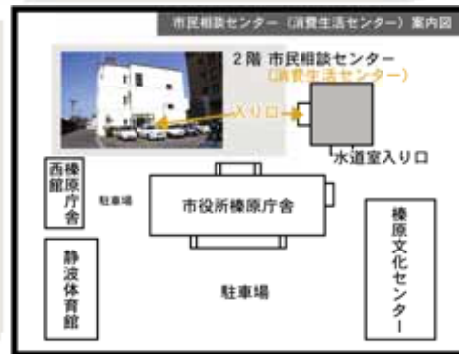 市民相談センター（消費生活センター）案内図
2階 市民相談センター
（消費生活センター）
入り口
水道室入り口
榛原庁舎
西館
駐車場
市役所榛原庁舎
静波体育館
駐車場
榛原文化センター